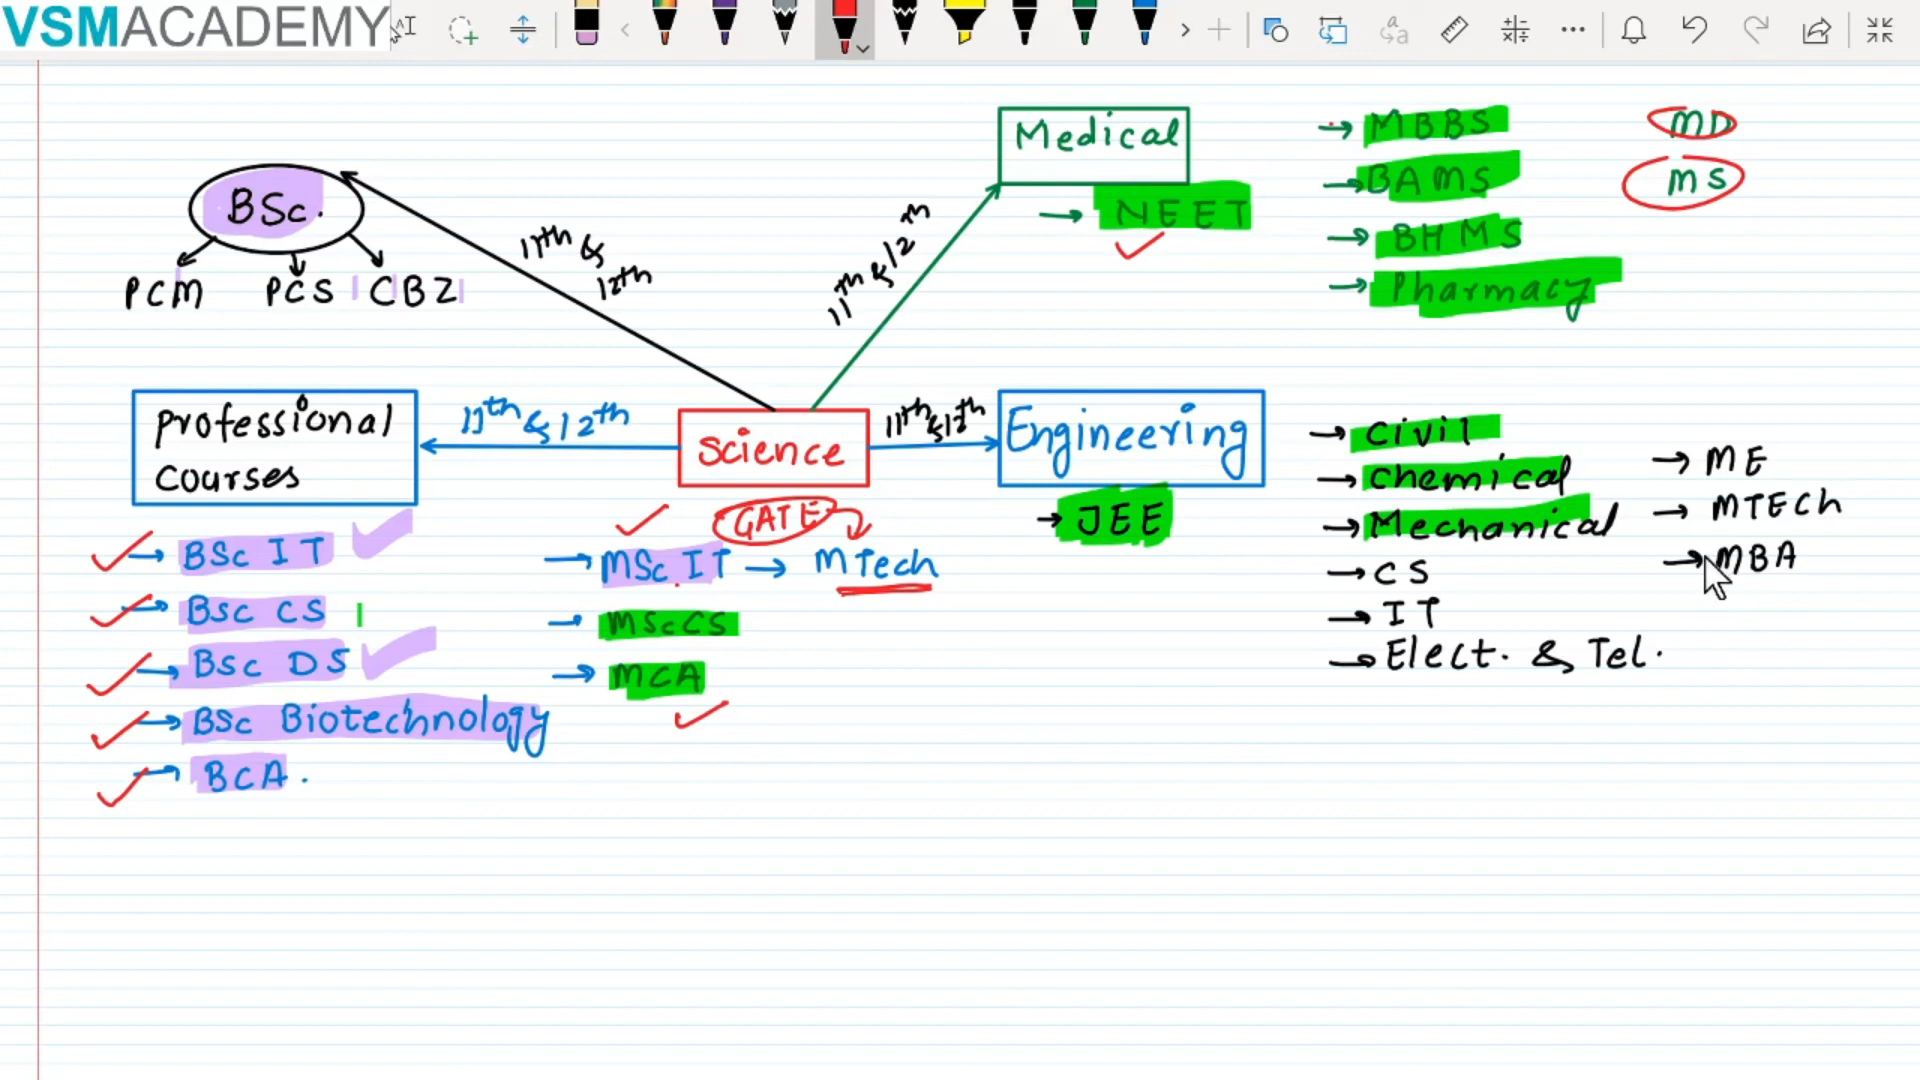 VSMACADEMY
BSc.
PCM PCS CBZ
11th &
12th
11th & 12th
Medical
→ NEET
→ MBBS
→ BAMS
→ BHMS
→ Pharmacy
MD
MS
Professional
Courses
11th & 12th
Science
11th & 12th
Engineering
→ JEE
→ Civil
→ Chemical
→ Mechanical
→ CS
→ IT
→ Elect. & Tel.
→ ME
→ MTECh
→ MBA
→ BSc IT
→ BSc CS
→ BSc DS
→ BSc Biotechnology
→ BCA.
GATE
→ MSc IT → MTech
→ MScCS
→ MCA